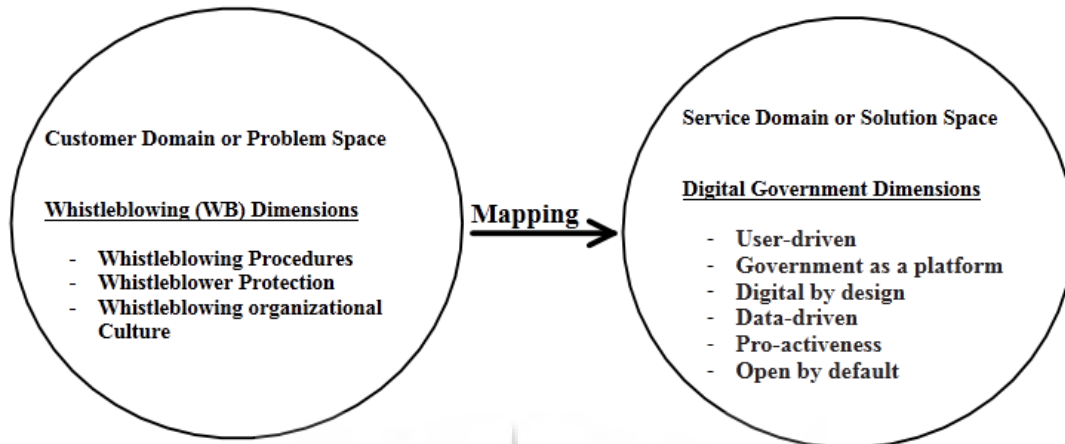 Customer Domain or Problem Space
Whistleblowing (WB) Dimensions
- Whistleblowing Procedures
- Whistleblower Protection
- Whistleblowing organizational
Culture
Mapping
Service Domain or Solution Space
Digital Government Dimensions
- User-driven
- Government as a platform
- Digital by design
- Data-driven
- Pro-activeness
- Open by default